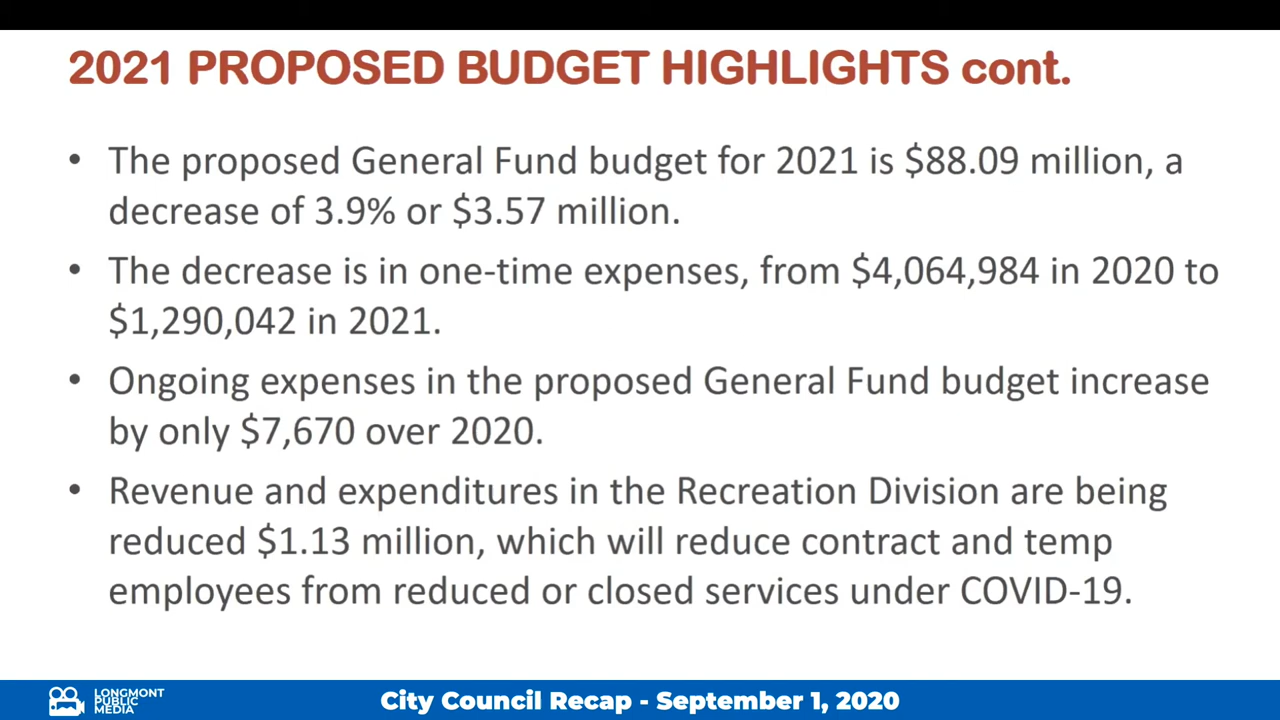 2021 PROPOSED BUDGET HIGHLIGHTS cont.
• The proposed General Fund budget for 2021 is $88.09 million, a
decrease of 3.9% or $3.57 million.
• The decrease is in one-time expenses, from $4,064,984 in 2020 to
$1,290,042 in 2021.
• Ongoing expenses in the proposed General Fund budget increase
by only $7,670 over 2020.
• Revenue and expenditures in the Recreation Division are being
reduced $1.13 million, which will reduce contract and temp
employees from reduced or closed services under COVID-19.
LONGMONT
PUBLIC
MEDIA
City Council Recap - September 1, 2020